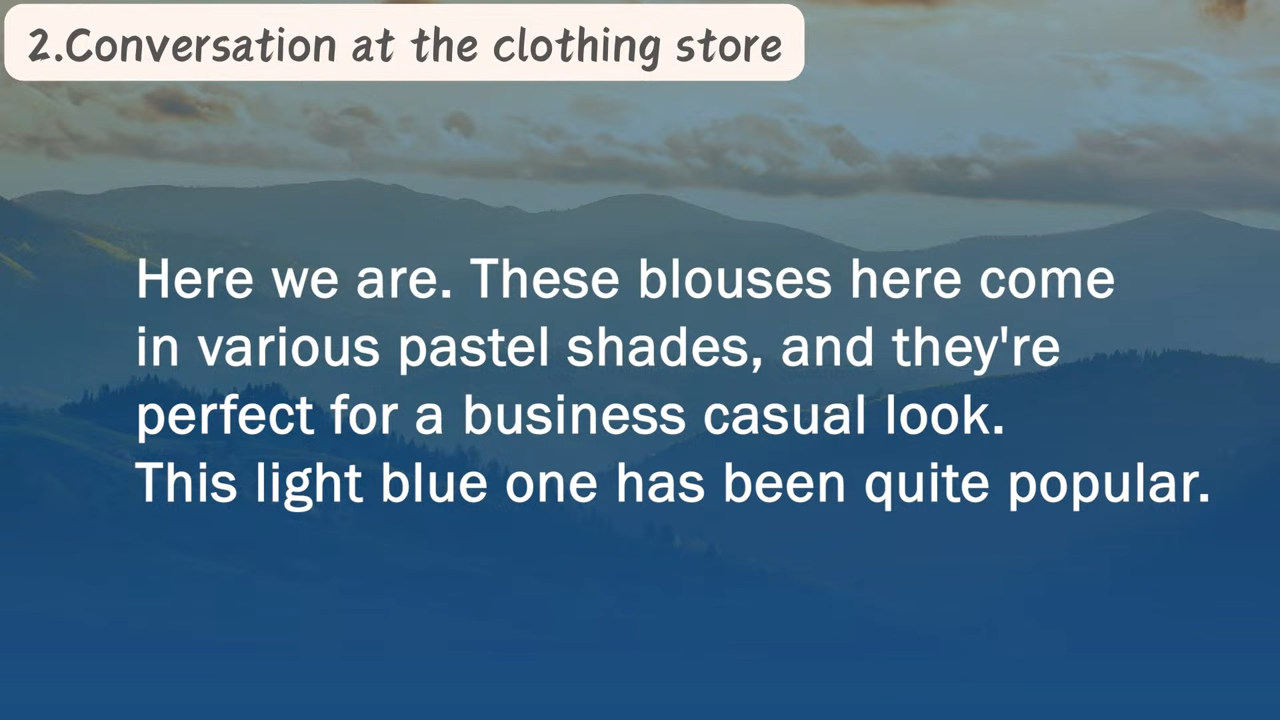 2.Conversation at the clothing store
Here we are. These blouses here come
in various pastel shades, and they're
perfect for a business casual look.
This light blue one has been quite popular.